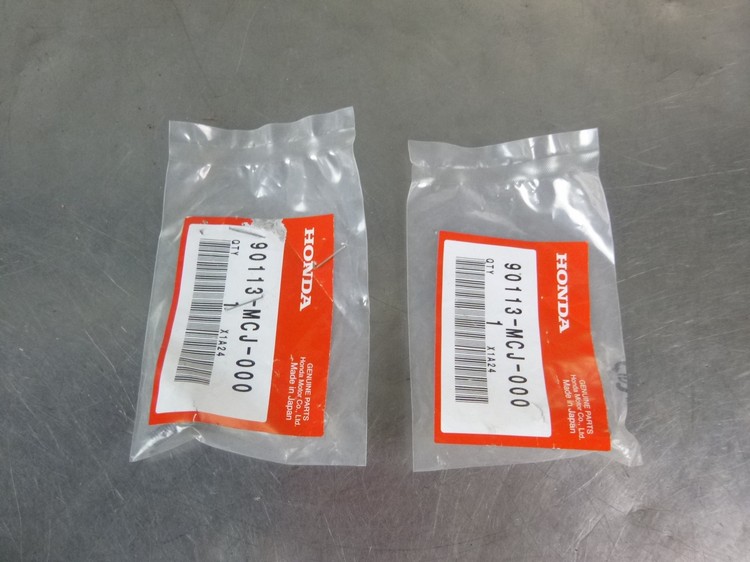 HONDA
90113-MCJ-000
QTY 1 X1A24
GENUINE PARTS
Honda Motor Co., Ltd.
Made in Japan
HONDA
90113-MCJ-000
QTY 1 X1A24
GENUINE PARTS
Honda Motor Co., Ltd.
Made in Japan